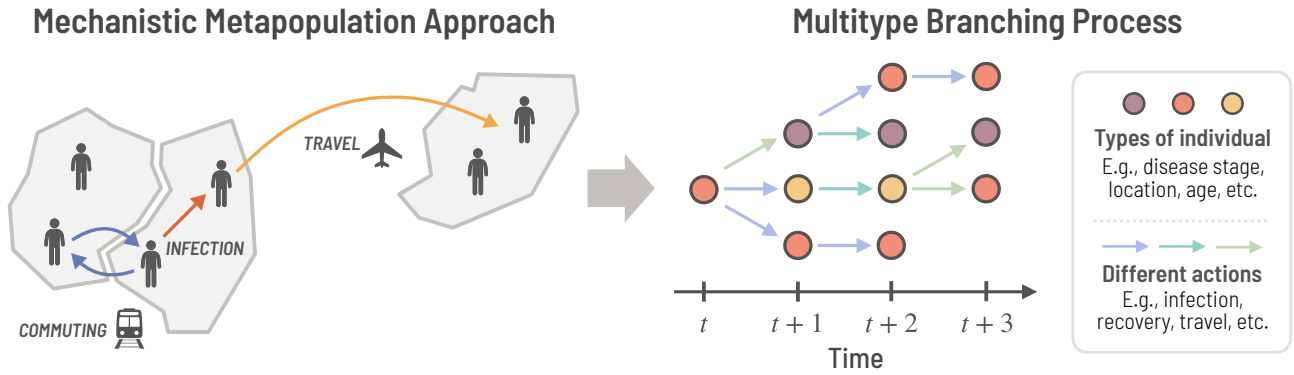 Mechanistic Metapopulation Approach
TRAVEL
INFECTION
COMMUTING
Multitype Branching Process
t
t + 1
t + 2
t + 3
Time
Types of individual
E.g., disease stage,
location, age, etc.
Different actions
E.g., infection,
recovery, travel, etc.